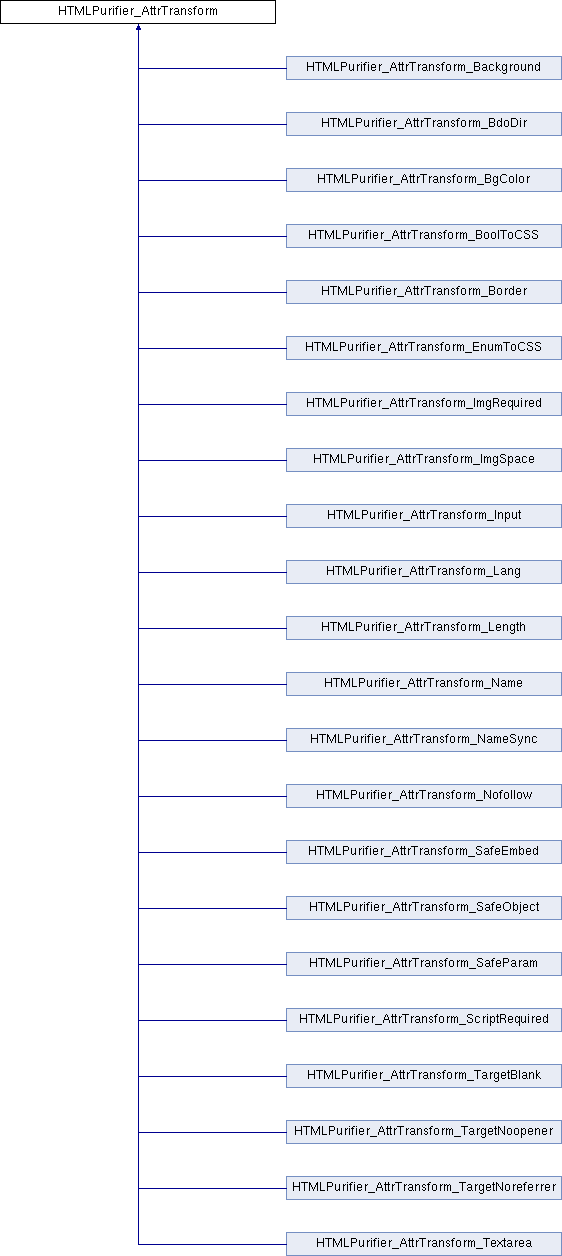 HTMLPurifier_AttrTransform
HTMLPurifier_AttrTransform_Background
HTMLPurifier_AttrTransform_BdoDir
HTMLPurifier_AttrTransform_BgColor
HTMLPurifier_AttrTransform_BoolToCSS
HTMLPurifier_AttrTransform_Border
HTMLPurifier_AttrTransform_EnumToCSS
HTMLPurifier_AttrTransform_ImgRequired
HTMLPurifier_AttrTransform_ImgSpace
HTMLPurifier_AttrTransform_Input
HTMLPurifier_AttrTransform_Lang
HTMLPurifier_AttrTransform_Length
HTMLPurifier_AttrTransform_Name
HTMLPurifier_AttrTransform_NameSync
HTMLPurifier_AttrTransform_Nofollow
HTMLPurifier_AttrTransform_SafeEmbed
HTMLPurifier_AttrTransform_SafeObject
HTMLPurifier_AttrTransform_SafeParam
HTMLPurifier_AttrTransform_ScriptRequired
HTMLPurifier_AttrTransform_TargetBlank
HTMLPurifier_AttrTransform_TargetNoopener
HTMLPurifier_AttrTransform_TargetNoreferrer
HTMLPurifier_AttrTransform_Textarea